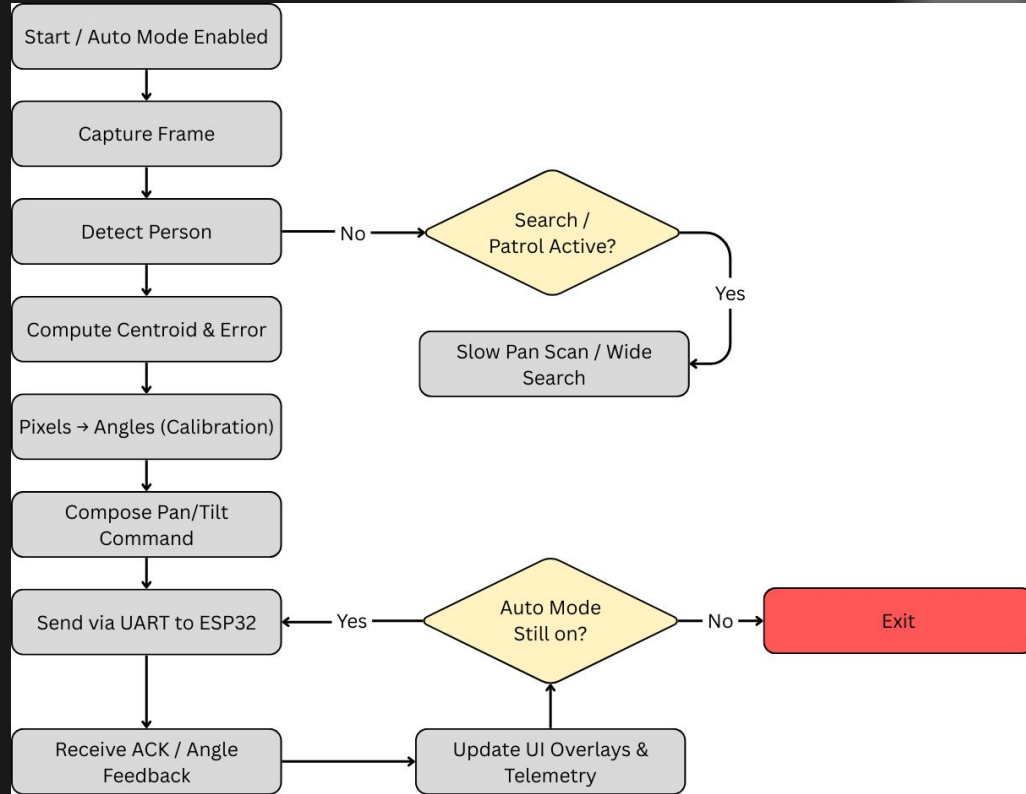 Start / Auto Mode Enabled
Capture Frame
Detect Person
No
Search /
Patrol Active?
Yes
Slow Pan Scan / Wide
Search
Compute Centroid & Error
Pixels → Angles (Calibration)
Compose Pan/Tilt
Command
Send via UART to ESP32
Yes
Auto Mode
Still on?
No
Exit
Receive ACK / Angle
Feedback
Update UI Overlays &
Telemetry